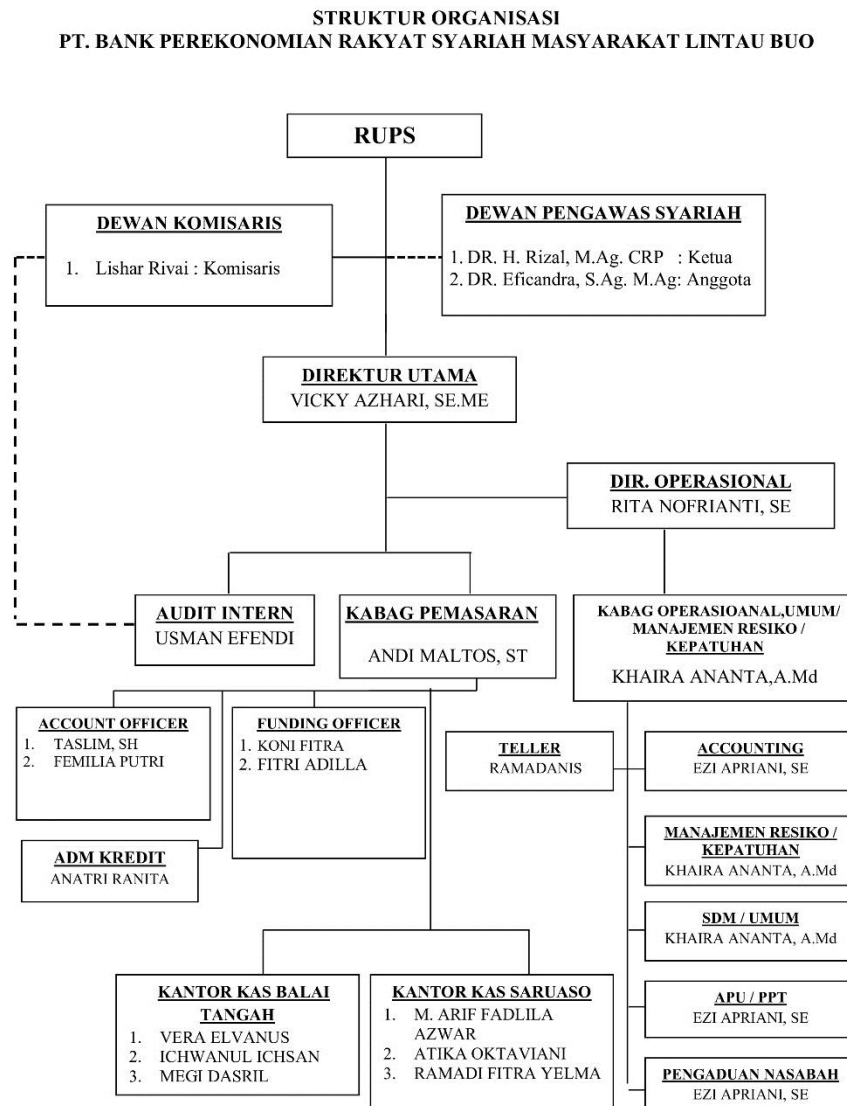 STRUKTUR ORGANISASI
PT. BANK PEREKONOMIAN RAKYAT SYARIAH MASYARAKAT LINTAU BUO
RUPS
DEWAN KOMISARIS
1. Lishar Rivai : Komisaris
DEWAN PENGAWAS SYARIAH
1. DR. H. Rizal, M.Ag. CRP : Ketua
2. DR. Eficandra, S.Ag. M.Ag: Anggota
DIREKTUR UTAMA
VICKY AZHARI, SE.ME
DIR. OPERASIONAL
RITA NOFRIANTI, SE
AUDIT INTERN
USMAN EFENDI
KABAG PEMASARAN
ANDI MALTOS, ST
KABAG OPERASIOANAL,UMUM/
MANAJEMEN RESIKO /
KEPATUHAN
KHAIRA ANANTA,A.Md
ACCOUNT OFFICER
1. TASLIM, SH
2. FEMILIA PUTRI
FUNDING OFFICER
1. KONI FITRA
2. FITRI ADILLA
TELLER
RAMADANIS
ACCOUNTING
EZI APRIANI, SE
ADM KREDIT
ANATRI RANITA
MANAJEMEN RESIKO /
KEPATUHAN
KHAIRA ANANTA, A.Md
SDM / UMUM
KHAIRA ANANTA, A.Md
KANTOR KAS BALAI
TANGAH
1. VERA ELVANUS
2. ICHWANUL ICHSAN
3. MEGI DASRIL
KANTOR KAS SARUASO
1. M. ARIF FADLILA
AZWAR
2. ATIKA OKTAVIANI
3. RAMADI FITRA YELMA
APU / PPT
EZI APRIANI, SE
PENGADUAN NASABAH
EZI APRIANI, SE